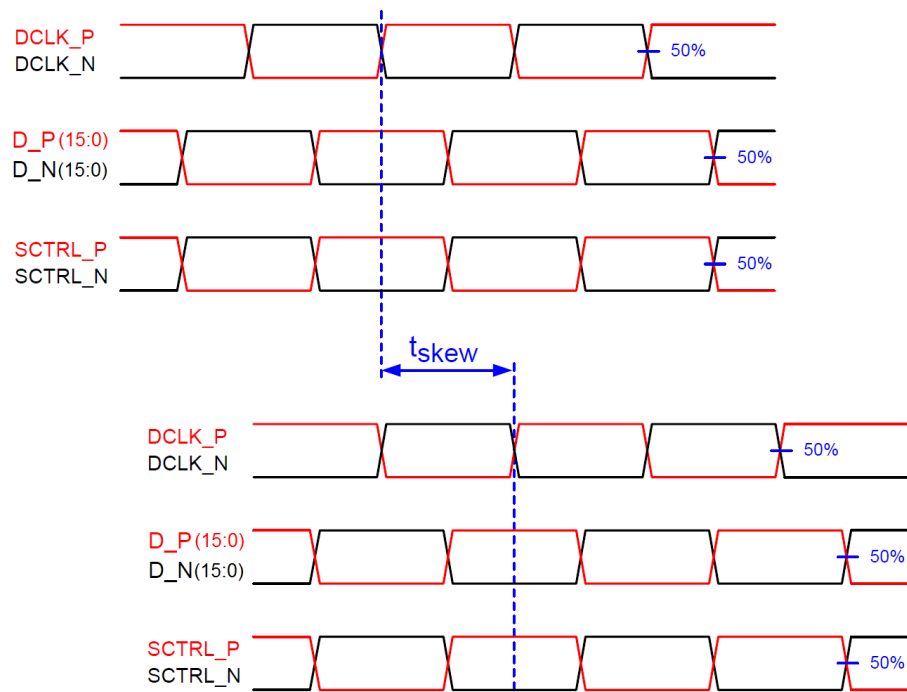 DCLK_P
DCLK_N
50%
D_P(15:0)
D_N(15:0)
50%
SCTRL_P
SCTRL_N
50%
tskew
DCLK_P
DCLK_N
50%
D_P(15:0)
D_N(15:0)
50%
SCTRL_P
SCTRL_N
50%